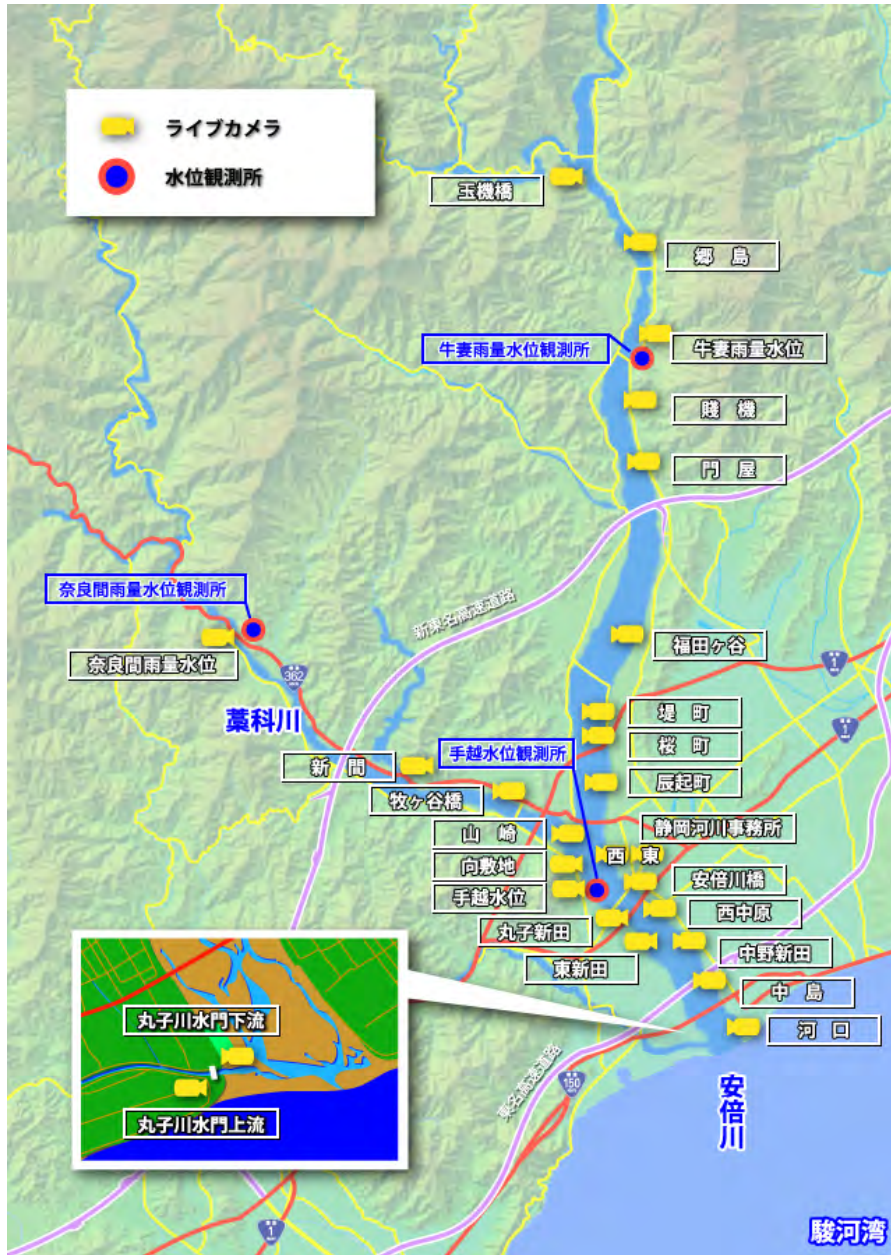 ライブカメラ
水位観測所
玉機橋
郷 島
牛妻雨量水位観測所
牛妻雨量水位
賤 機
門 屋
奈良間雨量水位観測所
新東名高速道路
奈良間雨量水位
福田ヶ谷
362
1
藁科川
堤 町
1
桜 町
手越水位観測所
新 間
辰起町
牧ヶ谷橋
静岡河川事務所
山 崎
西
東
向敷地
安倍川橋
手越水位
西中原
丸子新田
中野新田
東新田
中 島
丸子川水門下流
河 口
東名高速道路
150
安倍川
丸子川水門上流
1
駿河湾